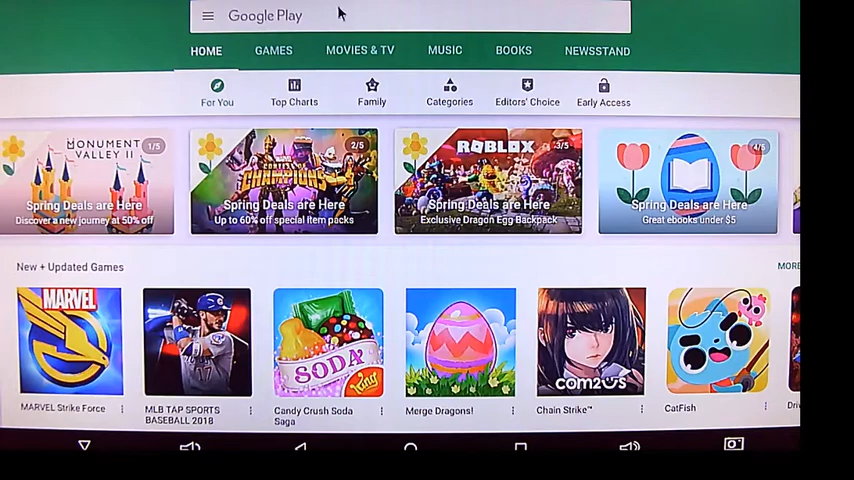 Google Play
HOME GAMES MOVIES & TV MUSIC BOOKS NEWSSTAND
For You Top Charts Family Categories Editors' Choice Early Access
MONUMENT VALLEY II 1/5
Spring Deals are Here
Discover a new journey at 50% off
MARVEL CONTEST CHAMPIONS 2/5
Spring Deals are Here
Up to 60% off special item packs
ROBLOX 3/5
Spring Deals are Here
Exclusive Dragon Egg Backpack
4/5
Spring Deals are Here
Great ebooks under $5
New + Updated Games MORE
MARVEL
MARVEL Strike Force
17
MLB TAP SPORTS
BASEBALL 2018
SODA
King
Candy Crush Soda
Saga
Merge Dragons!
COM2US
Chain Strike™
CatFish